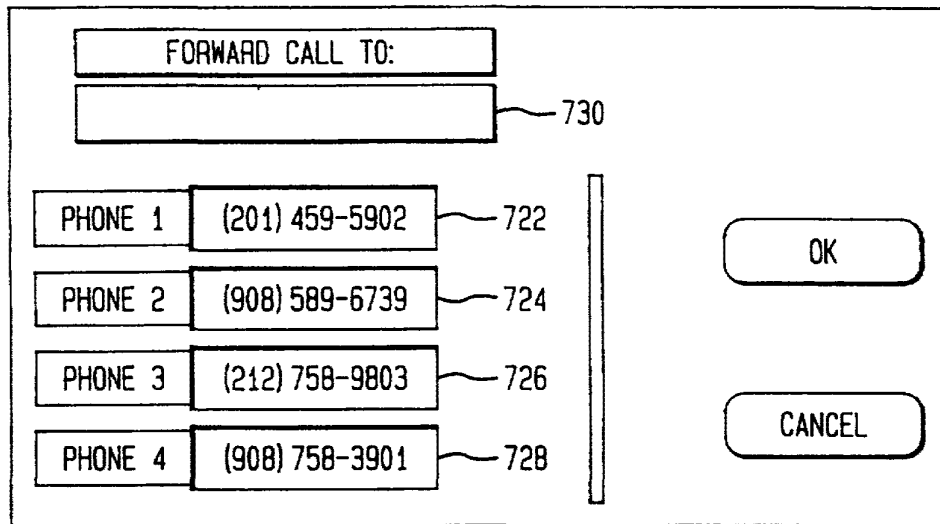 FORWARD CALL TO:
730
PHONE 1 (201) 459-5902 722
OK
PHONE 2 (908) 589-6739 724
PHONE 3 (212) 758-9803 726
CANCEL
PHONE 4 (908) 758-3901 728